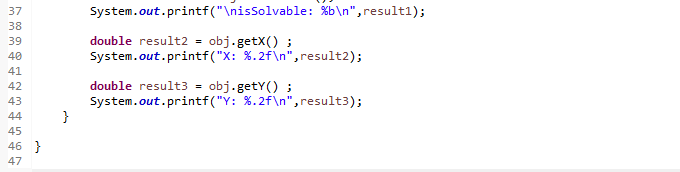 37 System.out.printf("\nisSolvable: %b\n",result1);
38
39 double result2 = obj.getX() ;
40 System.out.printf("X: %.2f\n",result2);
41
42 double result3 = obj.getY() ;
43 System.out.printf("Y: %.2f\n",result3);
44 }
45
46 }
47